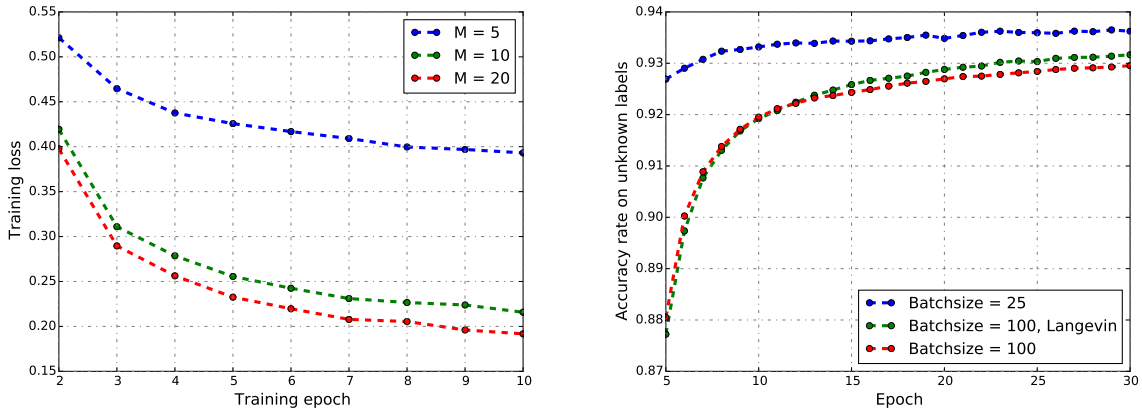 0.55
0.50
0.45
0.40
0.35
0.30
0.25
0.20
0.15
Training loss
2 3 4 5 6 7 8 9 10
Training epoch
M = 5
M = 10
M = 20
0.94
0.93
0.92
0.91
0.90
0.89
0.88
0.87
Accuracy rate on unknown labels
5 10 15 20 25 30
Epoch
Batchsize = 25
Batchsize = 100, Langevin
Batchsize = 100